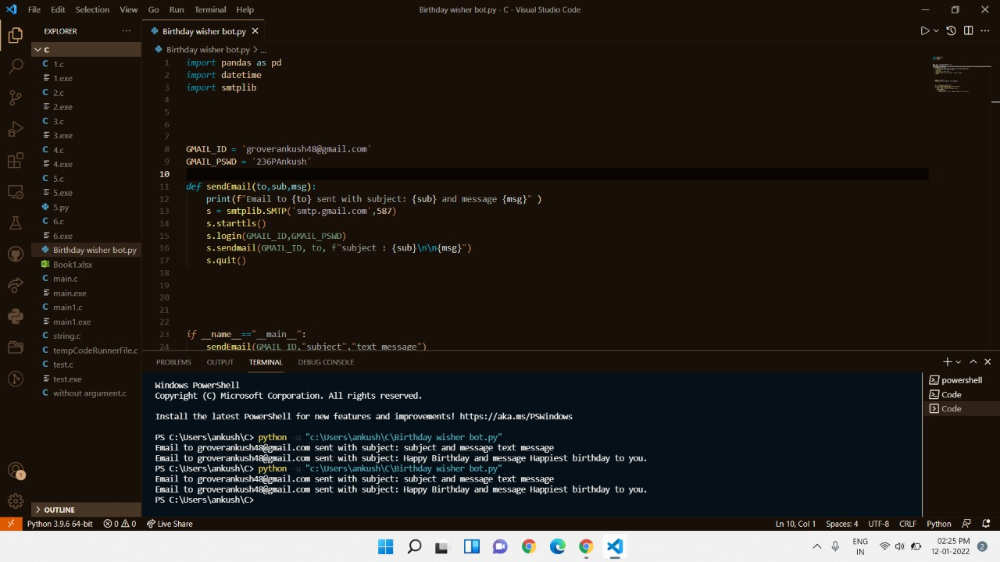 File Edit Selection View Go Run Terminal Help
Birthday wisher bot.py - C - Visual Studio Code
EXPLORER
C
1.c
1.exe
2.c
2.exe
3.c
3.exe
4.c
4.exe
5.c
5.exe
5.py
6.c
6.exe
Birthday wisher bot.py
Book1.xlsx
main.c
main.exe
main1.c
main1.exe
string.c
tempCodeRunnerFile.c
test.c
test.exe
without argument.c
OUTLINE
Birthday wisher bot.py
Birthday wisher bot.py > ...
1 import pandas as pd
2 import datetime
3 import smtplib
4
5
6
7
8 GMAIL_ID = 'groverankush48@gmail.com'
9 GMAIL_PSWD = '236PAnkush'
10
11 def sendEmail(to,sub,msg):
12 print(f"Email to {to} sent with subject: {sub} and message {msg}" )
13 s = smtplib.SMTP('smtp.gmail.com',587)
14 s.starttls()
15 s.login(GMAIL_ID,GMAIL_PSWD)
16 s.sendmail(GMAIL_ID, to, f"subject : {sub}\n\n{msg}")
17 s.quit()
18
19
20
21
22
23 if __name__=="__main__":
24 sendEmail(GMAIL_ID,"subject","text message")
PROBLEMS OUTPUT TERMINAL DEBUG CONSOLE
Windows PowerShell
Copyright (C) Microsoft Corporation. All rights reserved.
Install the latest PowerShell for new features and improvements! https://aka.ms/PSWindows
PS C:\Users\ankush\C> python -u "c:\Users\ankush\C\Birthday wisher bot.py"
Email to groverankush48@gmail.com sent with subject: subject and message text message
Email to groverankush48@gmail.com sent with subject: Happy Birthday and message Happiest birthday to you.
PS C:\Users\ankush\C> python -u "c:\Users\ankush\C\Birthday wisher bot.py"
Email to groverankush48@gmail.com sent with subject: subject and message text message
Email to groverankush48@gmail.com sent with subject: Happy Birthday and message Happiest birthday to you.
PS C:\Users\ankush\C>
powershell
Code
Code
1
Python 3.9.6 64-bit 0 0 Live Share
Ln 10, Col 1 Spaces: 4 UTF-8 CRLF Python
ENG
IN
02:25 PM
12-01-2022
2